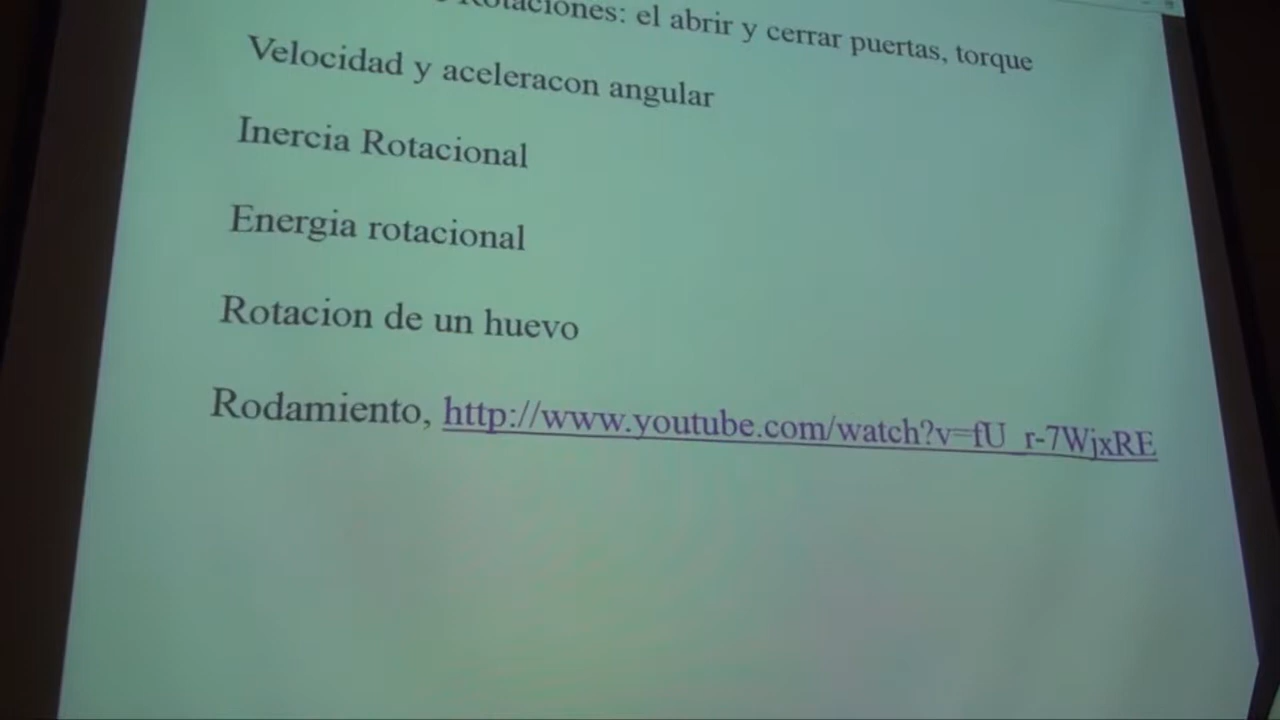 Rotaciones: el abrir y cerrar puertas, torque
Velocidad y aceleracon angular
Inercia Rotacional
Energia rotacional
Rotacion de un huevo
Rodamiento, http://www.youtube.com/watch?v=fU_r-7WjxRE